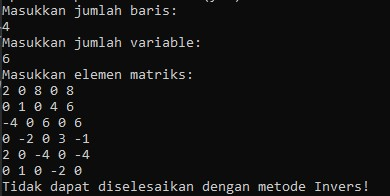 Masukkan jumlah baris:
4
Masukkan jumlah variable:
6
Masukkan elemen matriks:
2 0 8 0 8
0 1 0 4 6
-4 0 6 0 6
0 -2 0 3 -1
2 0 -4 0 -4
0 1 0 -2 0
Tidak dapat diselesaikan dengan metode Invers!